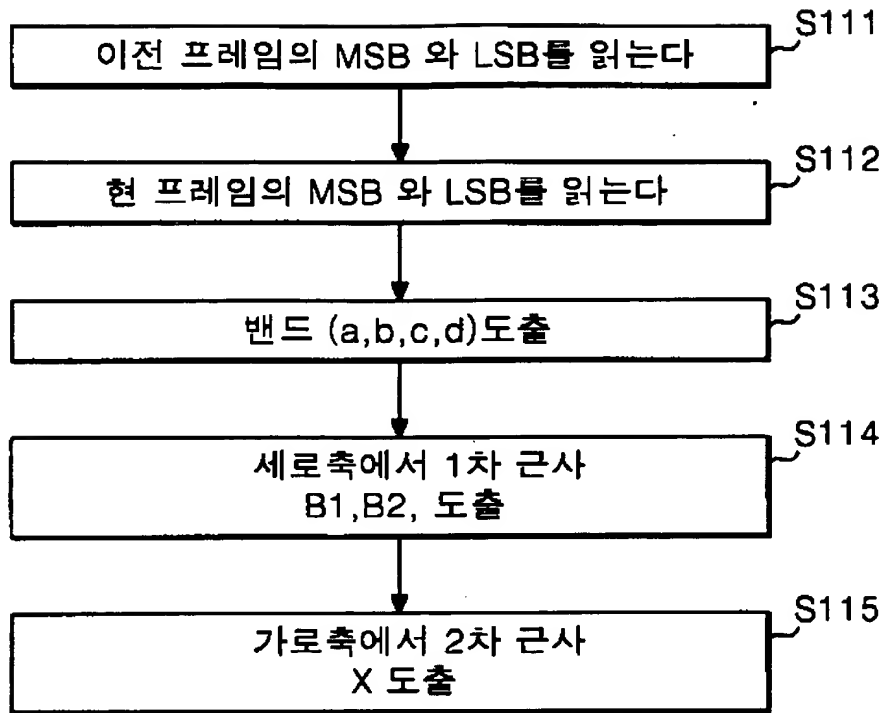 S111
이전 프레임의 MSB 와 LSB를 읽는다
S112
현 프레임의 MSB 와 LSB를 읽는다
S113
밴드 (a,b,c,d)도출
S114
세로축에서 1차 근사
B1,B2, 도출
S115
가로축에서 2차 근사
X 도출